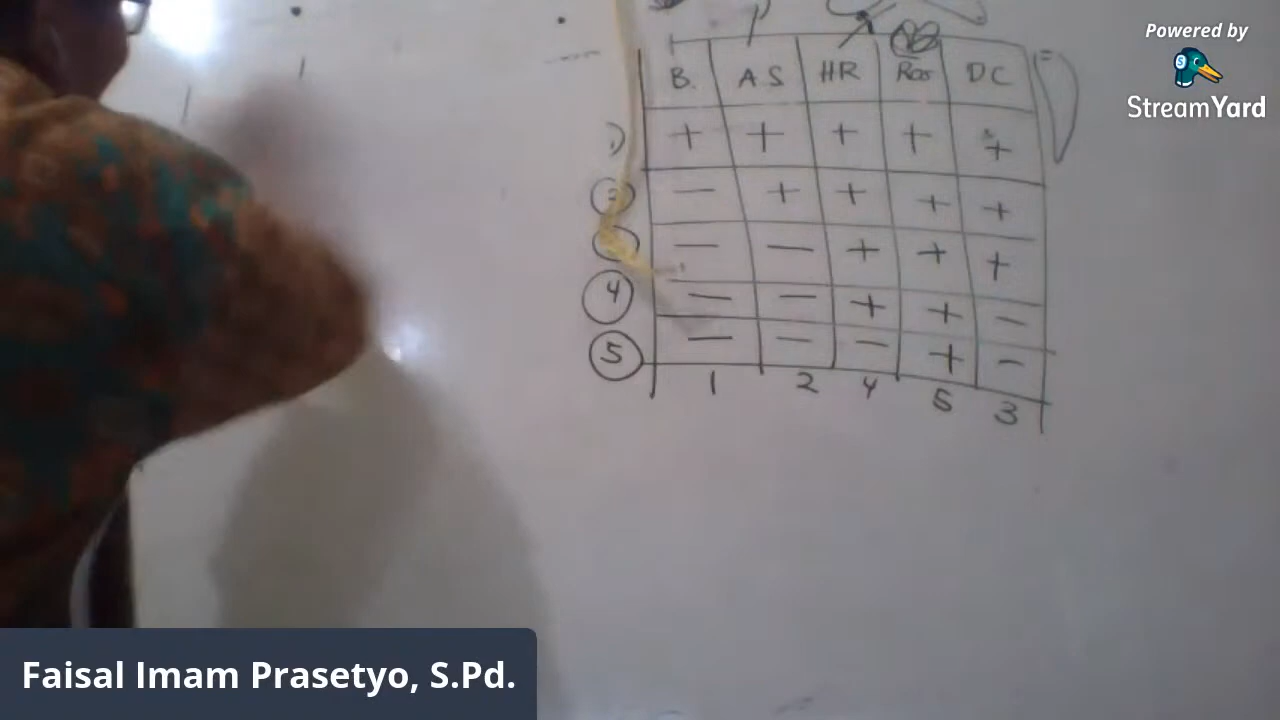 Powered by
StreamYard
B. AS HR Ros DC
1) + + + + +
2 — + + + +
— — + + +
4 — — + + —
5 — — — + —
1 2 4 5 3
Faisal Imam Prasetyo, S.Pd.